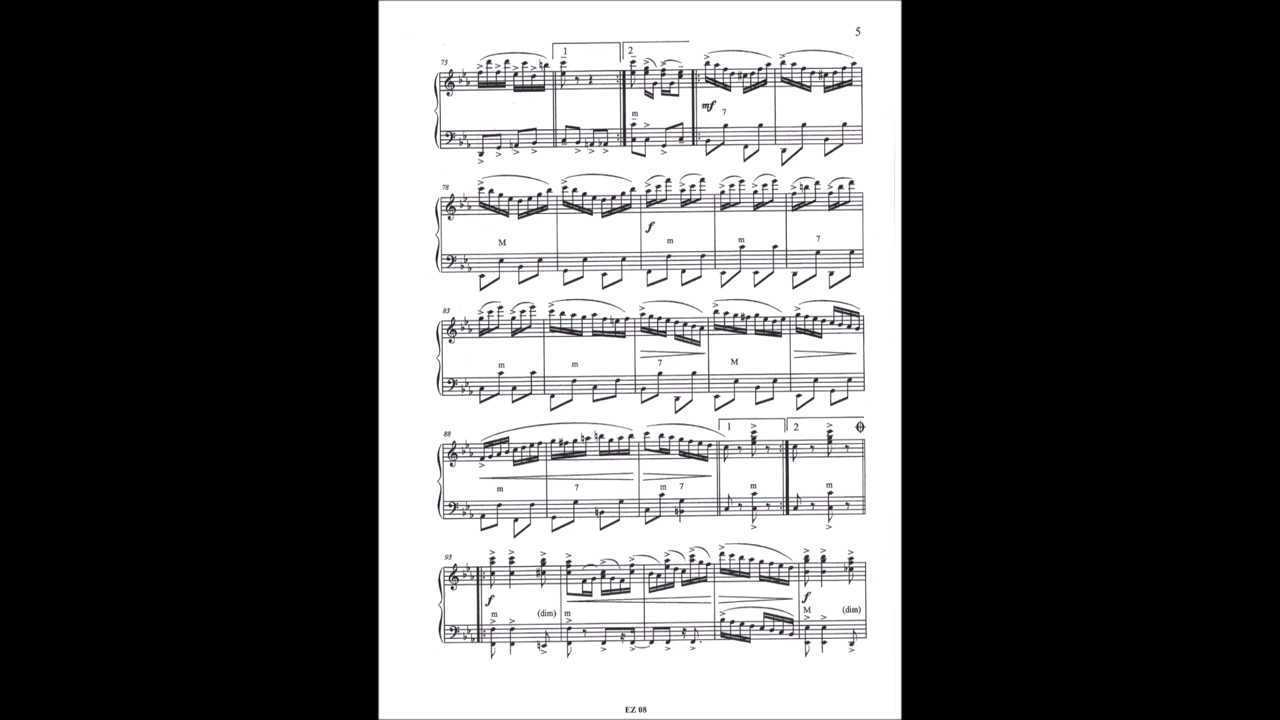 5
73 1 2
m mf 7
78
f
M m m 7
83
m m 7 M
88 1 2
m 7 m 7 m m
93
f f
m (dim) m M (dim)
EZ 08